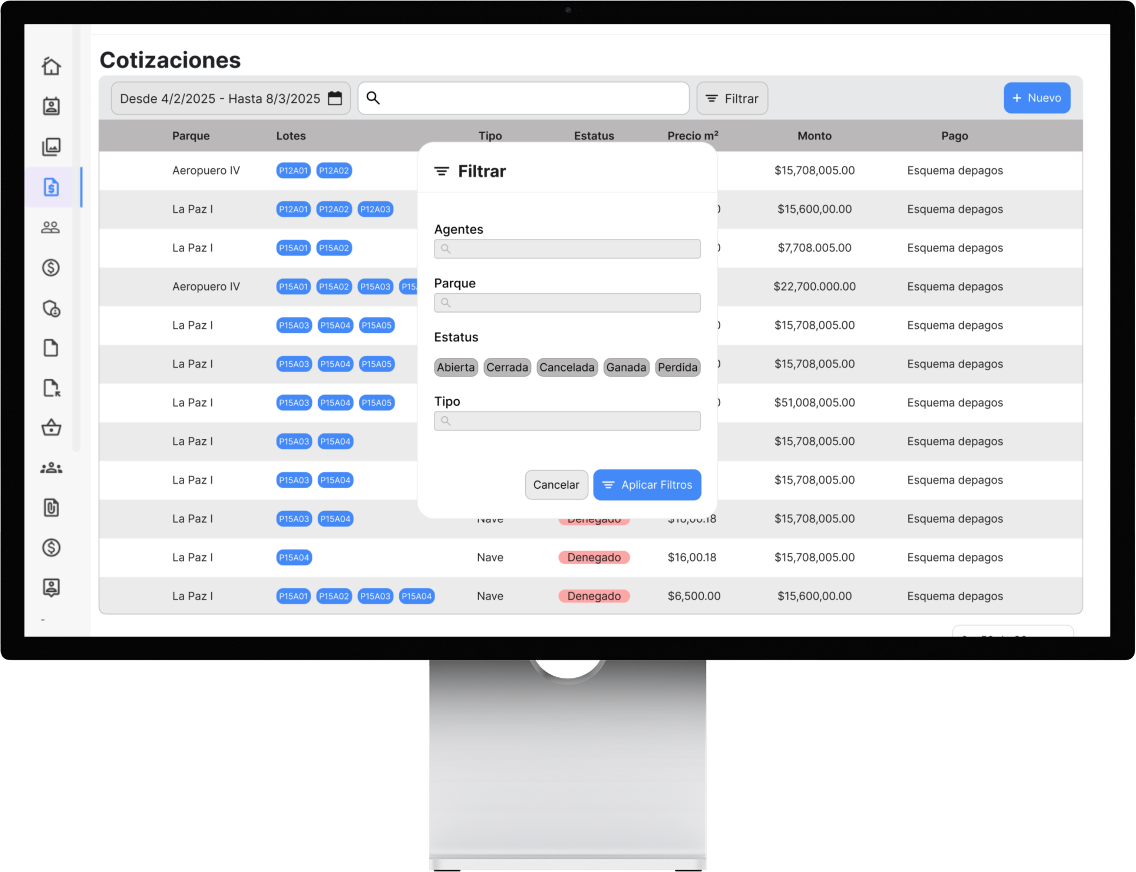 Cotizaciones
Desde 4/2/2025 - Hasta 8/3/2025 Filtrar + Nuevo
Parque Lotes Tipo Estatus Precio m² Monto Pago
Aeropuero IV P12A01 P12A02 $15,708,005.00 Esquema depagos
La Paz I P12A01 P12A02 P12A03 $15,600,00.00 Esquema depagos
La Paz I P15A01 P15A02 $7,708.005.00 Esquema depagos
Aeropuero IV P15A01 P15A02 P15A03 $22,700.000.00 Esquema depagos
La Paz I P15A03 P15A04 P15A05 $15,708,005.00 Esquema depagos
La Paz I P15A03 P15A04 P15A05 $15,708,005.00 Esquema depagos
La Paz I P15A03 P15A04 P15A05 $51,008,005.00 Esquema depagos
La Paz I P15A03 P15A04 $15,708,005.00 Esquema depagos
La Paz I P15A03 P15A04 $15,708,005.00 Esquema depagos
La Paz I P15A03 P15A04 Nave Denegado $16,00.18 $15,708,005.00 Esquema depagos
La Paz I P15A04 Nave Denegado $16,00.18 $15,708,005.00 Esquema depagos
La Paz I P15A01 P15A02 P15A03 P15A04 Nave Denegado $6,500.00 $15,600,00.00 Esquema depagos
Filtrar
Agentes
Parque
Estatus
Abierta Cerrada Cancelada Ganada Perdida
Tipo
Cancelar Aplicar Filtros